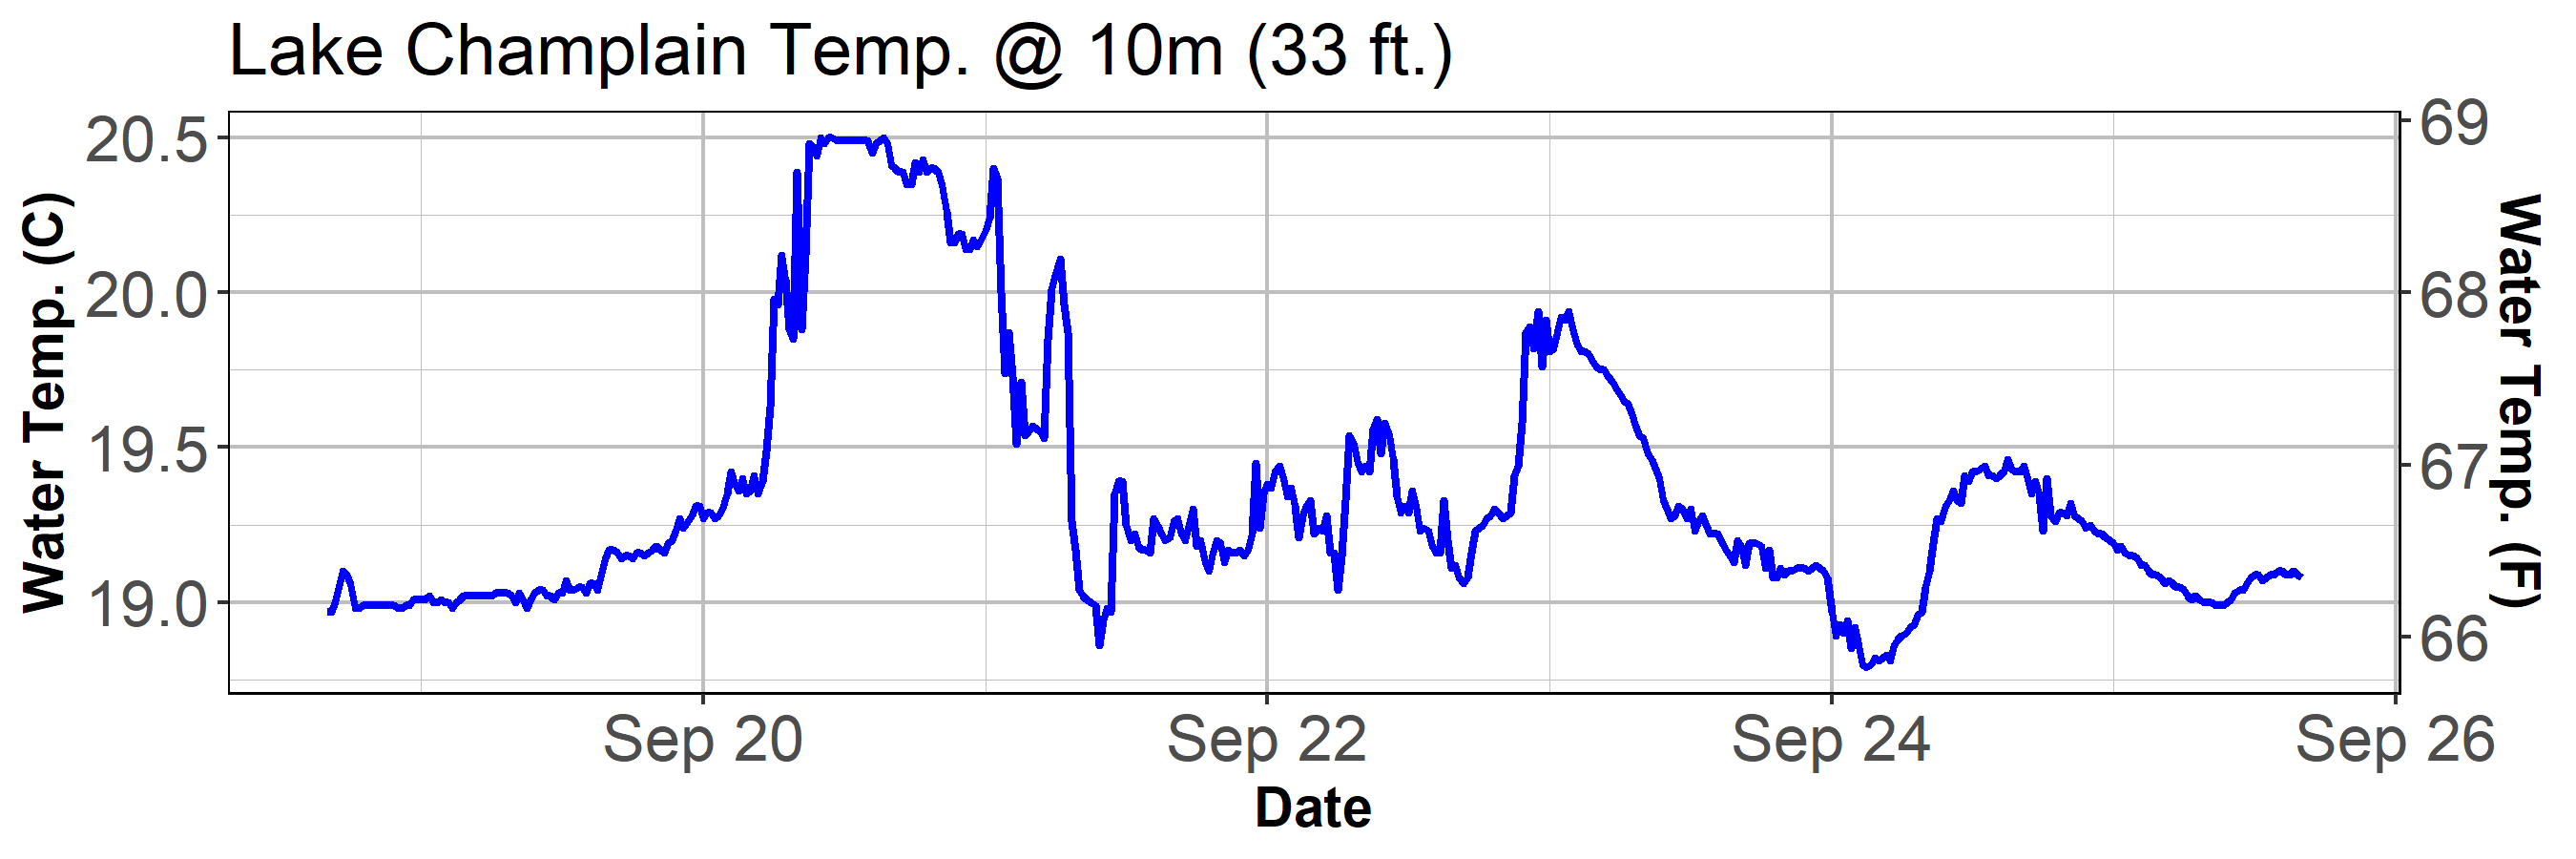 Lake Champlain Temp. @ 10m (33 ft.)
Water Temp. (C)
20.5
20.0
19.5
19.0
69
68
67
66
Water Temp. (F)
Sep 20
Sep 22
Sep 24
Sep 26
Date